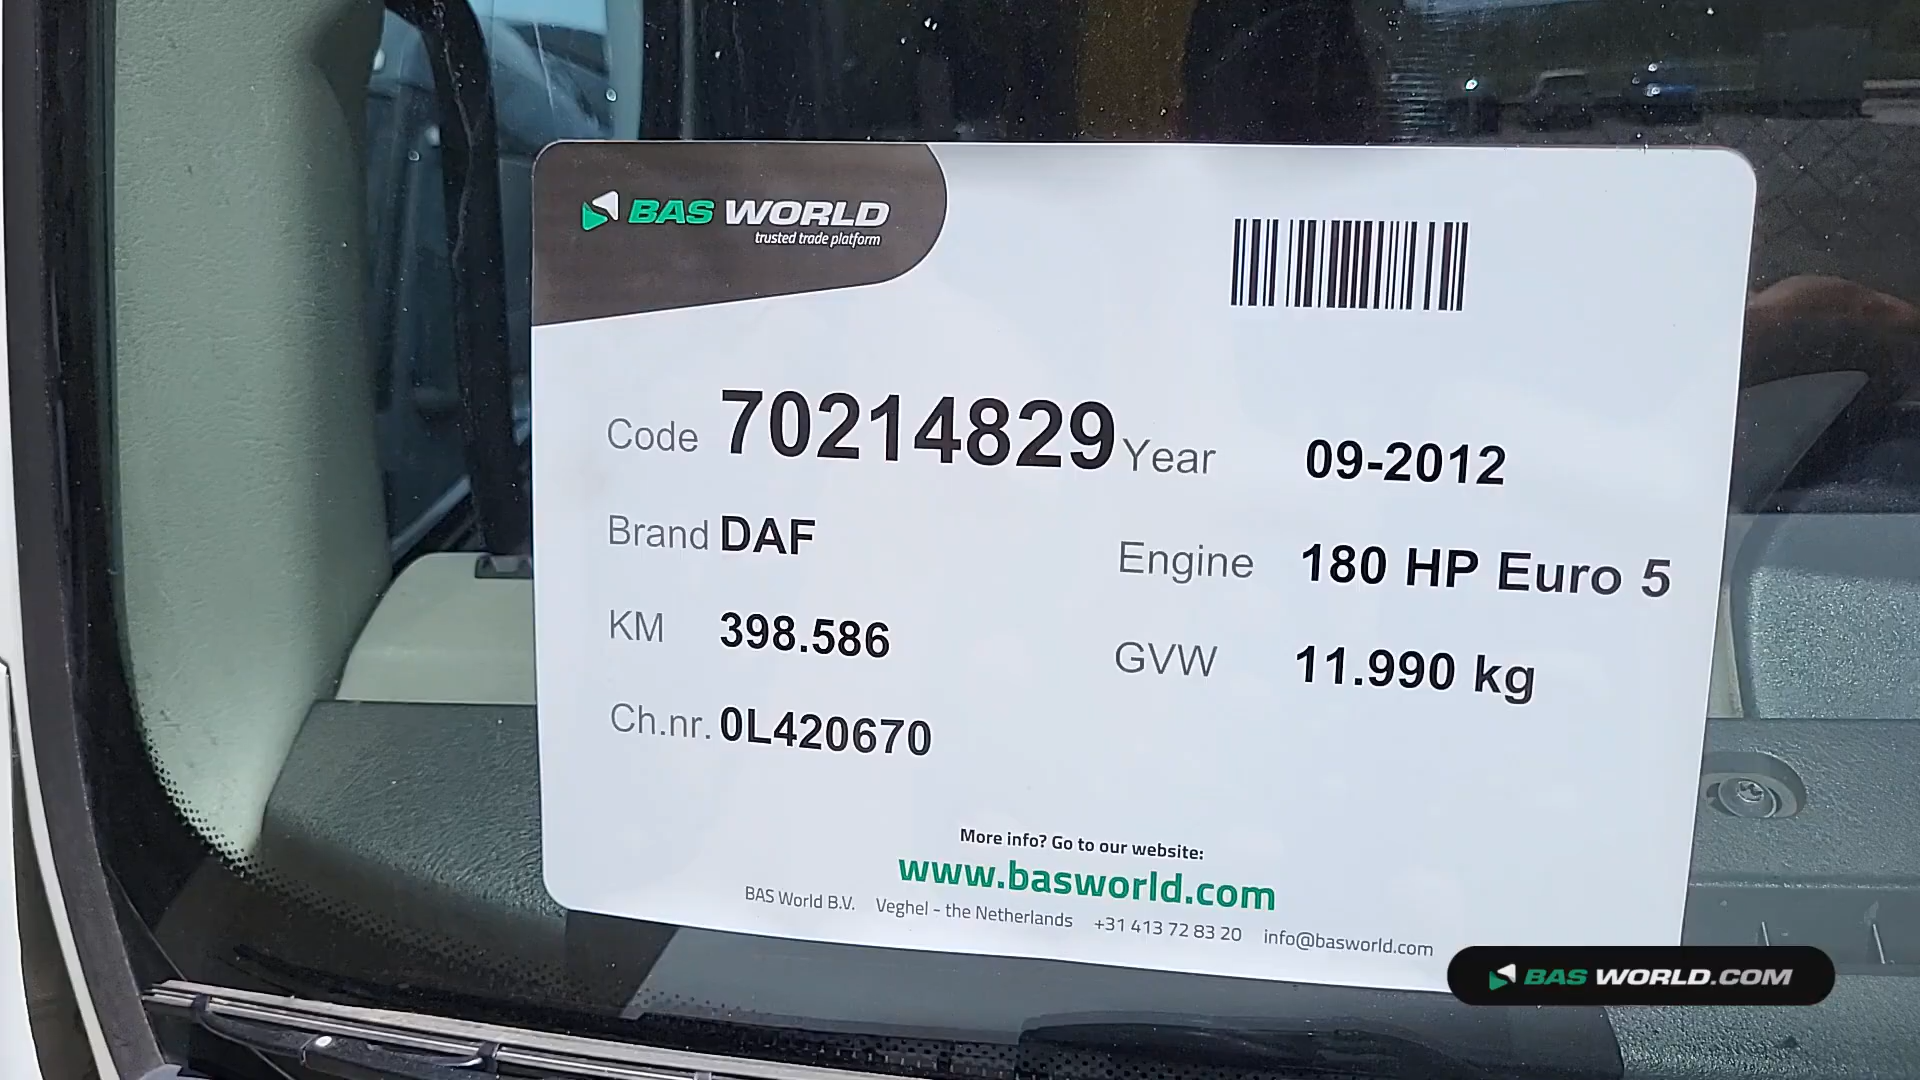 BAS WORLD
trusted trade platform
Code 70214829 Year 09-2012
Brand DAF Engine 180 HP Euro 5
KM 398.586 GVW 11.990 kg
Ch.nr. 0L420670
More info? Go to our website:
www.basworld.com
BAS World B.V. Veghel - the Netherlands +31 413 72 83 20 info@basworld.com
BAS WORLD.COM